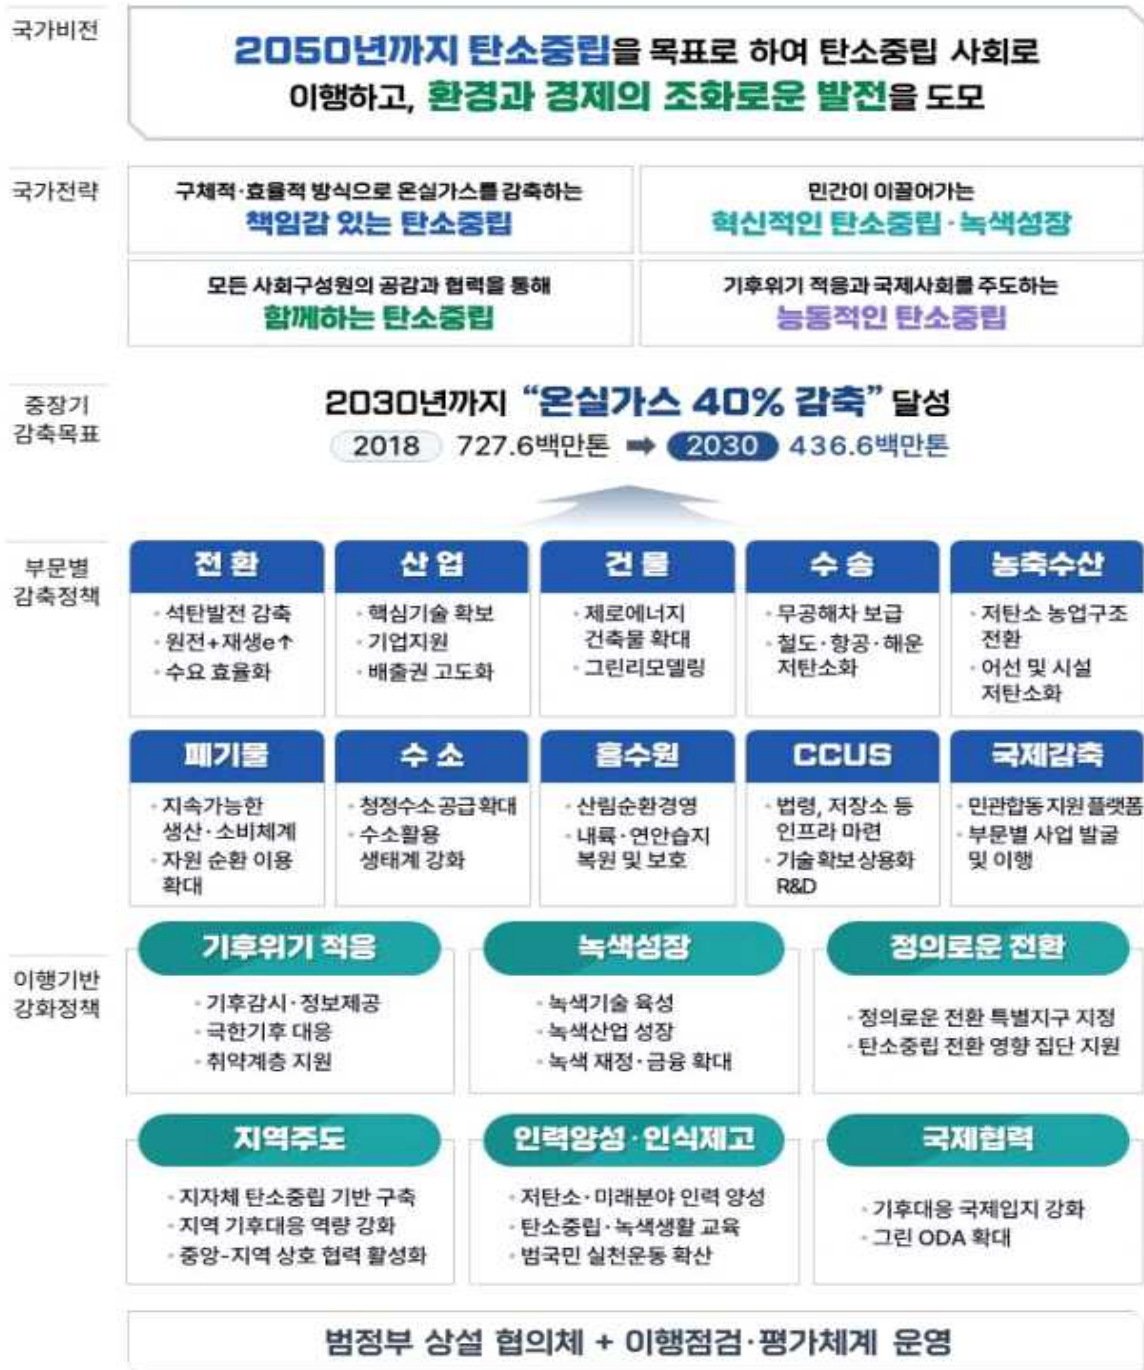 국가비전
2050년까지 탄소중립을 목표로 하여 탄소중립 사회로
이행하고, 환경과 경제의 조화로운 발전을 도모
국가전략
구체적·효율적 방식으로 온실가스를 감축하는
책임감 있는 탄소중립
민간이 이끌어가는
혁신적인 탄소중립·녹색성장
모든 사회구성원의 공감과 협력을 통해
함께하는 탄소중립
기후위기 적응과 국제사회를 주도하는
능동적인 탄소중립
중장기
감축목표
2030년까지 “온실가스 40% 감축” 달성
2018 727.6백만톤 ➡ 2030 436.6백만톤
부문별
감축정책
전 환
· 석탄발전 감축
· 원전+재생e↑
· 수요 효율화
산 업
· 핵심기술 확보
· 기업지원
· 배출권 고도화
건 물
· 제로에너지
건축물 확대
· 그린리모델링
수 송
· 무공해차 보급
· 철도·항공·해운
저탄소화
농축수산
· 저탄소 농업구조
전환
· 어선 및 시설
저탄소화
폐기물
· 지속가능한
생산·소비체계
· 자원 순환 이용
확대
수 소
· 청정수소 공급 확대
· 수소활용
생태계 강화
흡수원
· 산림순환경영
· 내륙·연안습지
복원 및 보호
CCUS
· 법령, 저장소 등
인프라 마련
· 기술 확보 상용화
R&D
국제감축
· 민관합동 지원 플랫폼
· 부문별 사업 발굴
및 이행
이행기반
강화정책
기후위기 적응
· 기후감시·정보제공
· 극한기후 대응
· 취약계층 지원
녹색성장
· 녹색기술 육성
· 녹색산업 성장
· 녹색 재정·금융 확대
정의로운 전환
· 정의로운 전환 특별지구 지정
· 탄소중립 전환 영향 집단 지원
지역주도
· 지자체 탄소중립 기반 구축
· 지역 기후대응 역량 강화
· 중앙-지역 상호 협력 활성화
인력양성·인식제고
· 저탄소·미래분야 인력 양성
· 탄소중립·녹색생활 교육
· 범국민 실천운동 확산
국제협력
· 기후대응 국제입지 강화
· 그린 ODA 확대
범정부 상설 협의체 + 이행점검·평가체계 운영